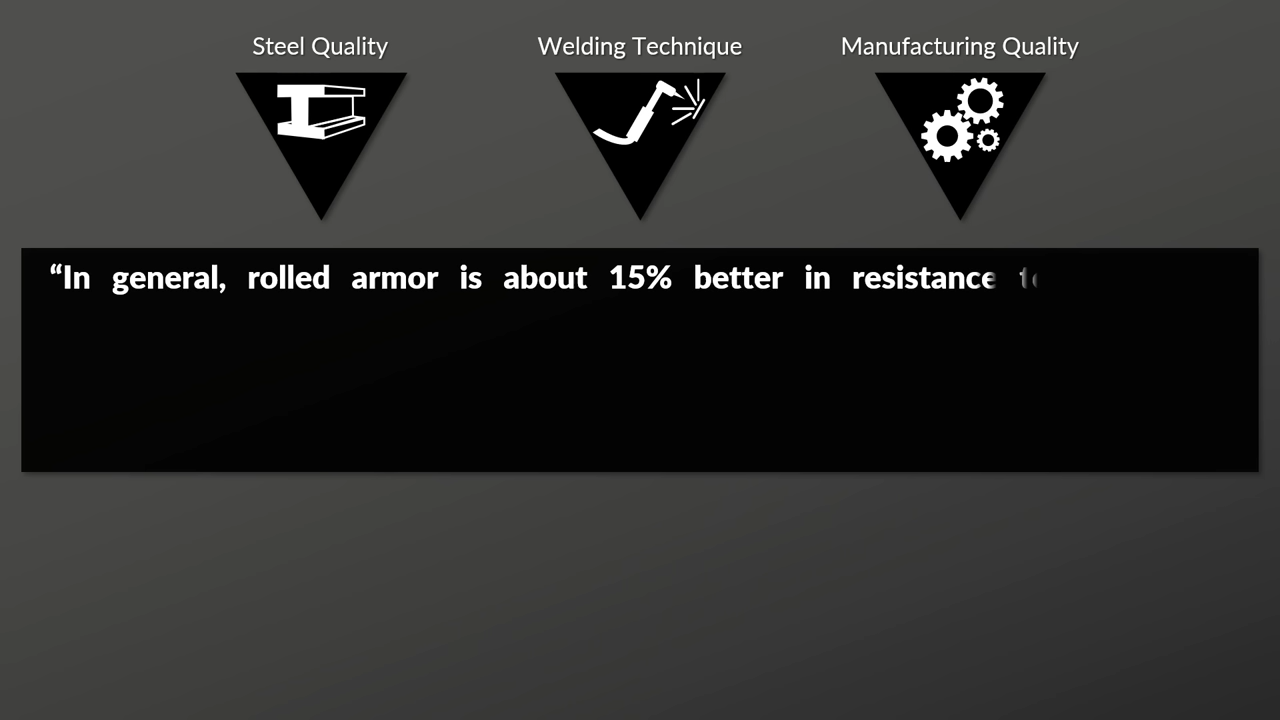 Steel Quality
Welding Technique
Manufacturing Quality
“In general, rolled armor is about 15% better in resistance